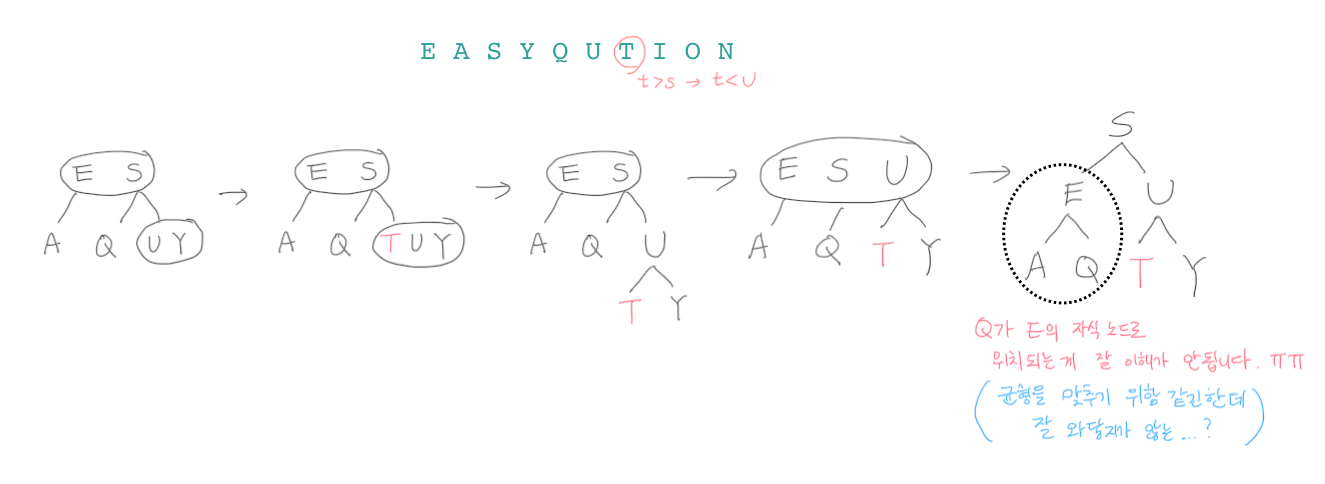 E A S Y Q U T I O N
t>s → t<U
E S → E S → E S → E S U → S
E U
A Q U Y A Q T U Y A Q U A Q T Y A Q T Y
T Y
Q가 E의 자식 노드로
위치되는 게 잘 이해가 안됩니다. ㅠㅠ
(균형을 맞추기 위함 같긴한데
잘 와닿지가 않는...?)